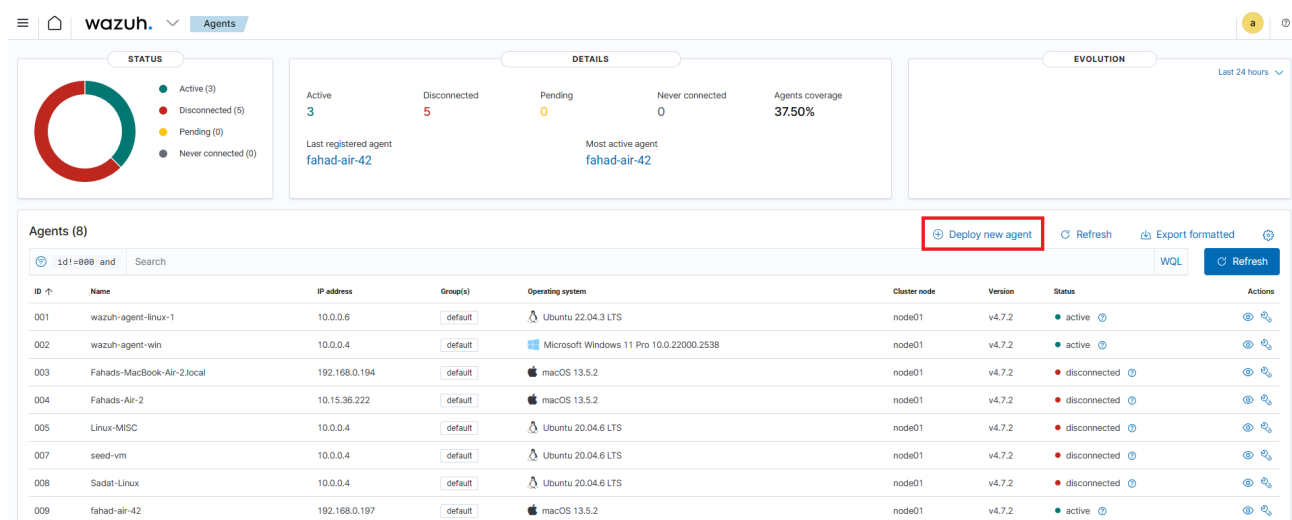 wazuh. Agents a
STATUS
Active (3)
Disconnected (5)
Pending (0)
Never connected (0)
DETAILS
Active Disconnected Pending Never connected Agents coverage
3 5 0 0 37.50%
Last registered agent Most active agent
fahad-air-42 fahad-air-42
EVOLUTION
Last 24 hours
Agents (8) Deploy new agent Refresh Export formatted
id!=000 and Search WQL Refresh
ID Name IP address Group(s) Operating system Cluster node Version Status Actions
001 wazuh-agent-linux-1 10.0.0.6 default Ubuntu 22.04.3 LTS node01 v4.7.2 active
002 wazuh-agent-win 10.0.0.4 default Microsoft Windows 11 Pro 10.0.22000.2538 node01 v4.7.2 active
003 Fahads-MacBook-Air-2.local 192.168.0.194 default macOS 13.5.2 node01 v4.7.2 disconnected
004 Fahads-Air-2 10.15.36.222 default macOS 13.5.2 node01 v4.7.2 disconnected
005 Linux-MISC 10.0.0.4 default Ubuntu 20.04.6 LTS node01 v4.7.2 disconnected
007 seed-vm 10.0.0.4 default Ubuntu 20.04.6 LTS node01 v4.7.2 disconnected
008 Sadat-Linux 10.0.0.4 default Ubuntu 20.04.6 LTS node01 v4.7.2 disconnected
009 fahad-air-42 192.168.0.197 default macOS 13.5.2 node01 v4.7.2 active